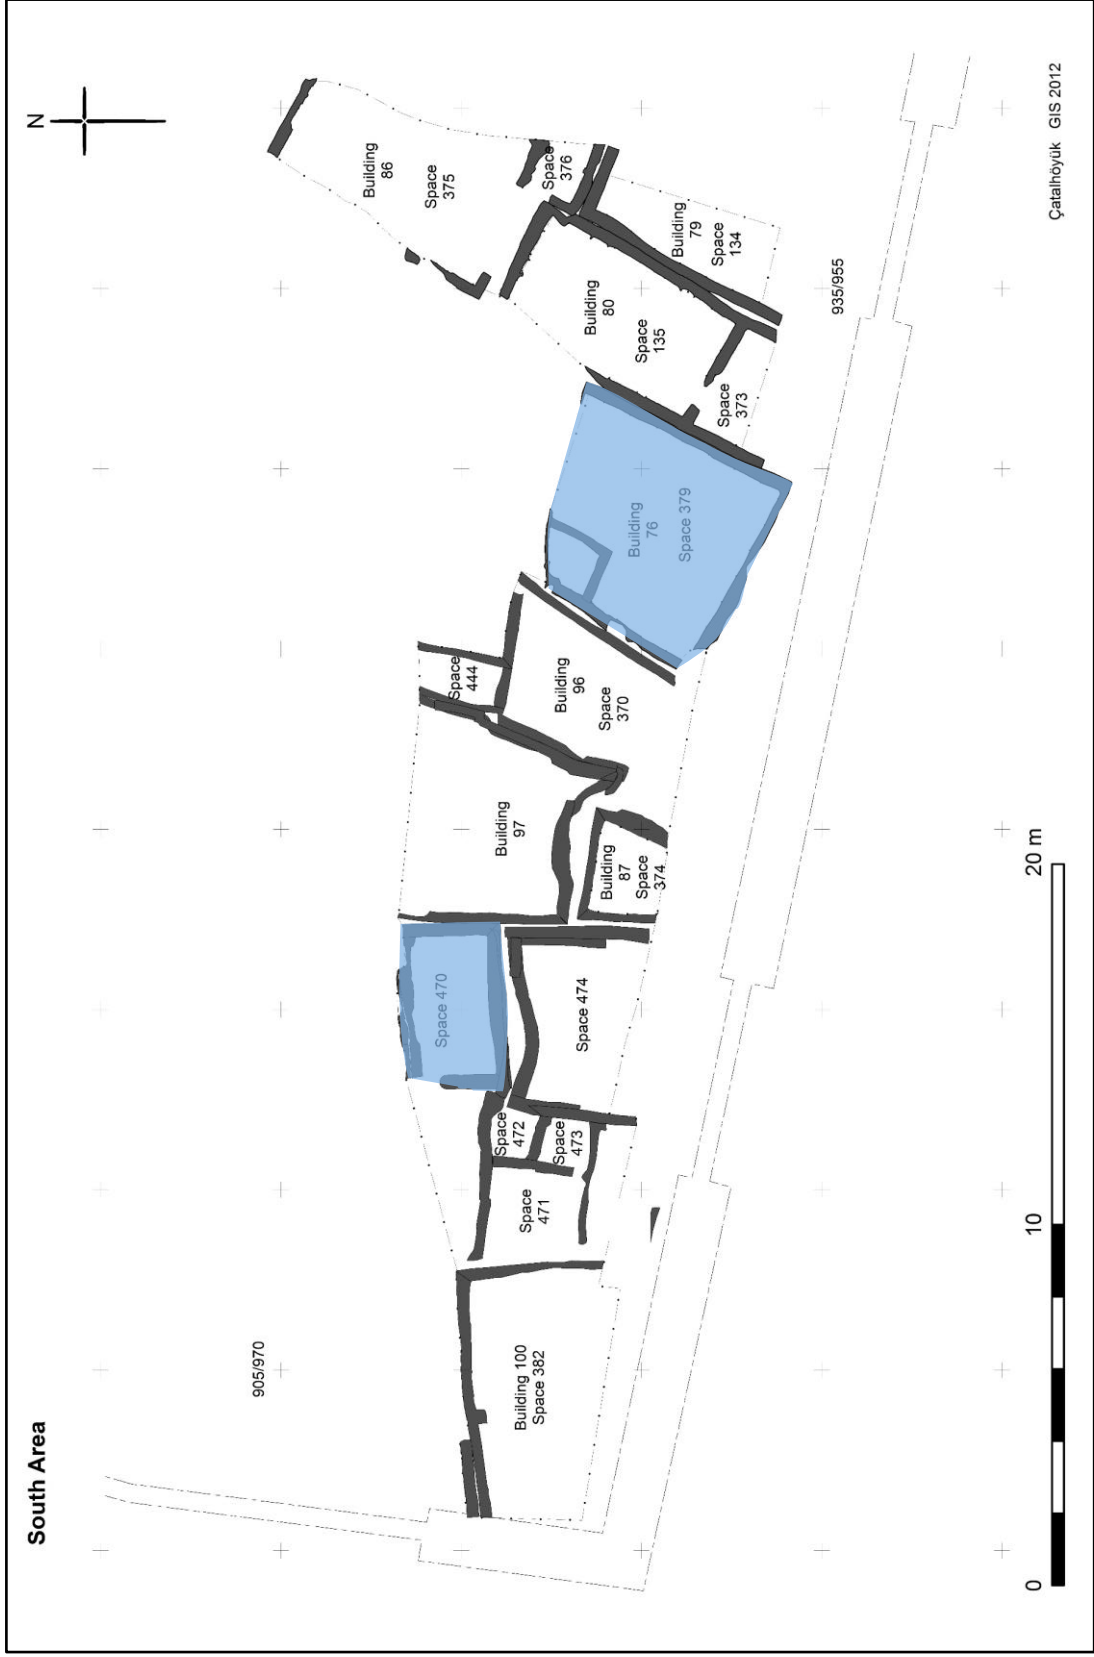 South Area
N
905/970
Building 100
Space 382
Space
471
Space
472
Space
473
Space 470
Space 474
Building
97
Building
87
Space
374
Space
444
Building
96
Space
370
Building
76
Space 379
Building
80
Space
135
Space
373
Building
86
Space
375
Space
376
Building
79
Space
134
935/955
0
10
20 m
Çatalhöyük GIS 2012